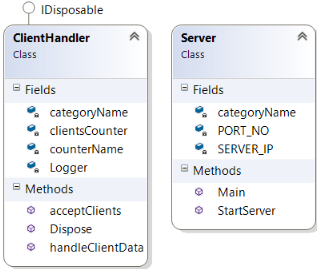 IDisposable
ClientHandler
Class
Fields
categoryName
clientsCounter
counterName
Logger
Methods
acceptClients
Dispose
handleClientData
Server
Class
Fields
categoryName
PORT_NO
SERVER_IP
Methods
Main
StartServer